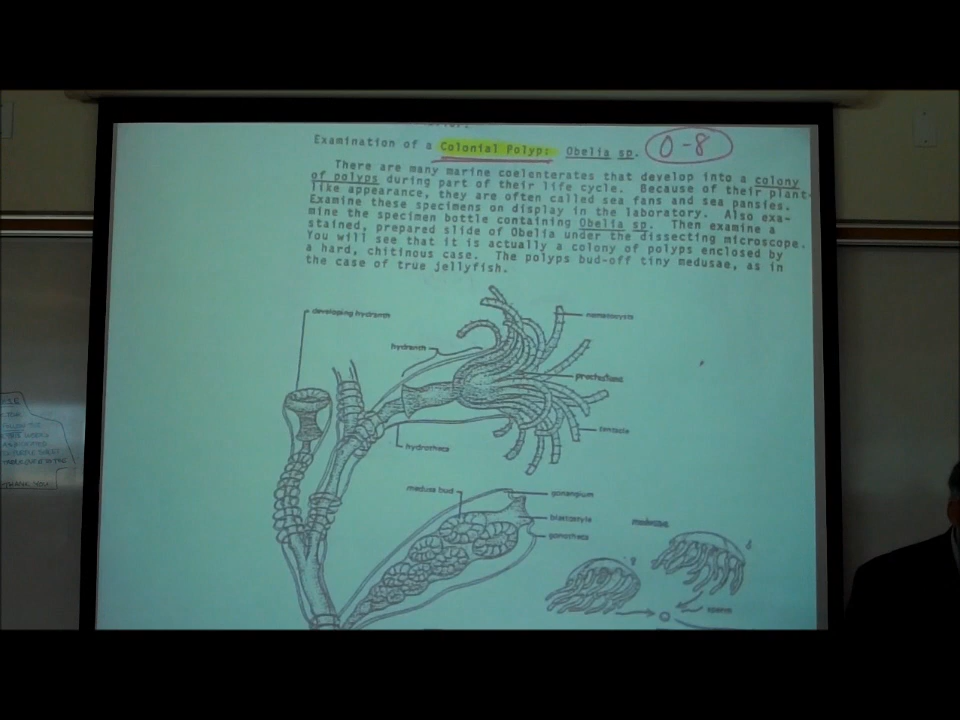 Examination of a Colonial Polyp: Obelia sp. O-8
There are many marine coelenterates that develop into a colony
of polyps during part of their life cycle. Because of their plant-
like appearance, they are often called sea fans and sea pansies.
Examine these specimens on display in the laboratory. Also exa-
mine the specimen bottle containing Obelia sp. Then examine a
stained, prepared slide of Obelia under the dissecting microscope.
You will see that it is actually a colony of polyps enclosed by
a hard, chitinous case. The polyps bud-off tiny medusae, as in
the case of true jellyfish.
developing hydranth
nematocysts
hydranth
tentacle
hydrotheca
medusa bud
gonangium
blastostyle
gonotheca
medusae
♀
sperm
THANK YOU